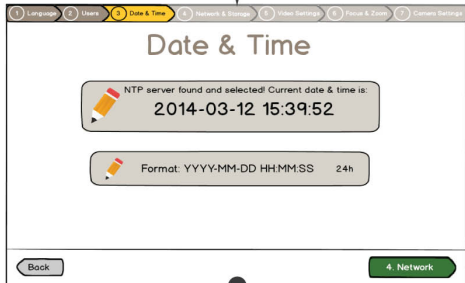 1 Language 2 Users 3 Date & Time 4 Network & Storage 5 Video Settings 6 Focus & Zoom 7 Camera Settings
Date & Time
NTP server found and selected! Current date & time is:
2014-03-12 15:39:52
Format: YYYY-MM-DD HH:MM:SS 24h
Back 4. Network